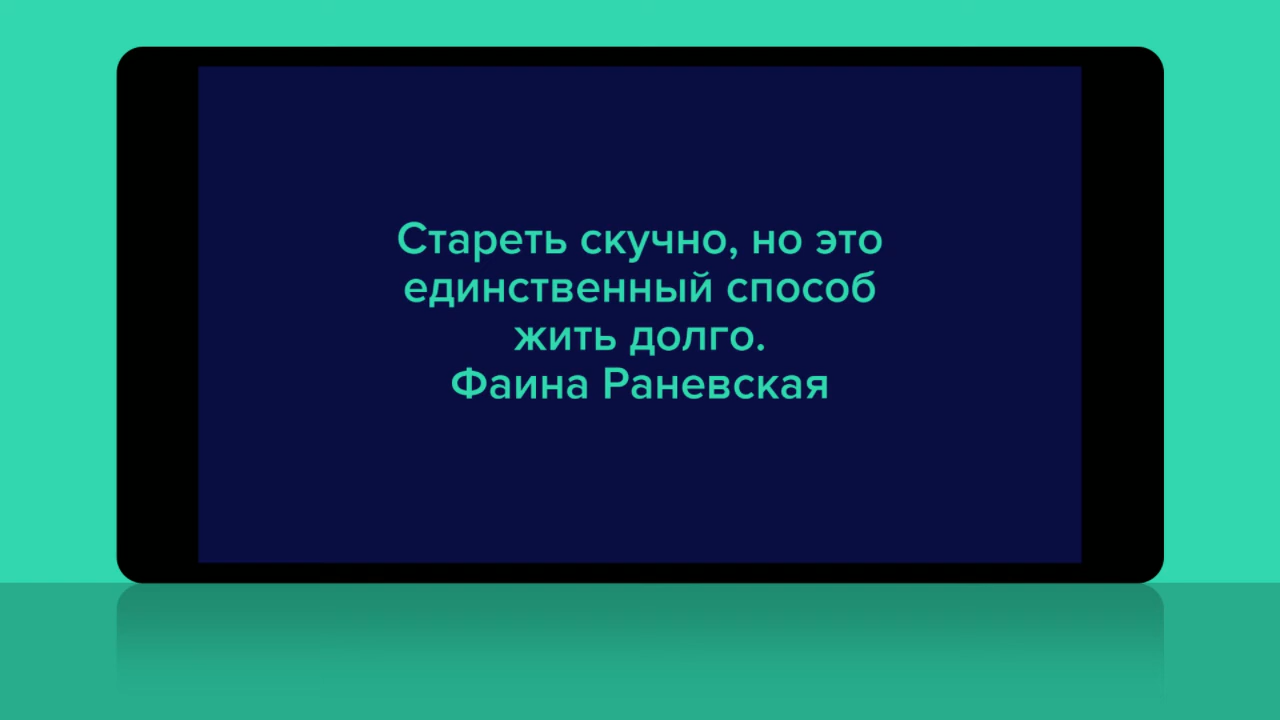 Стареть скучно, но это
единственный способ
жить долго.
Фаина Раневская